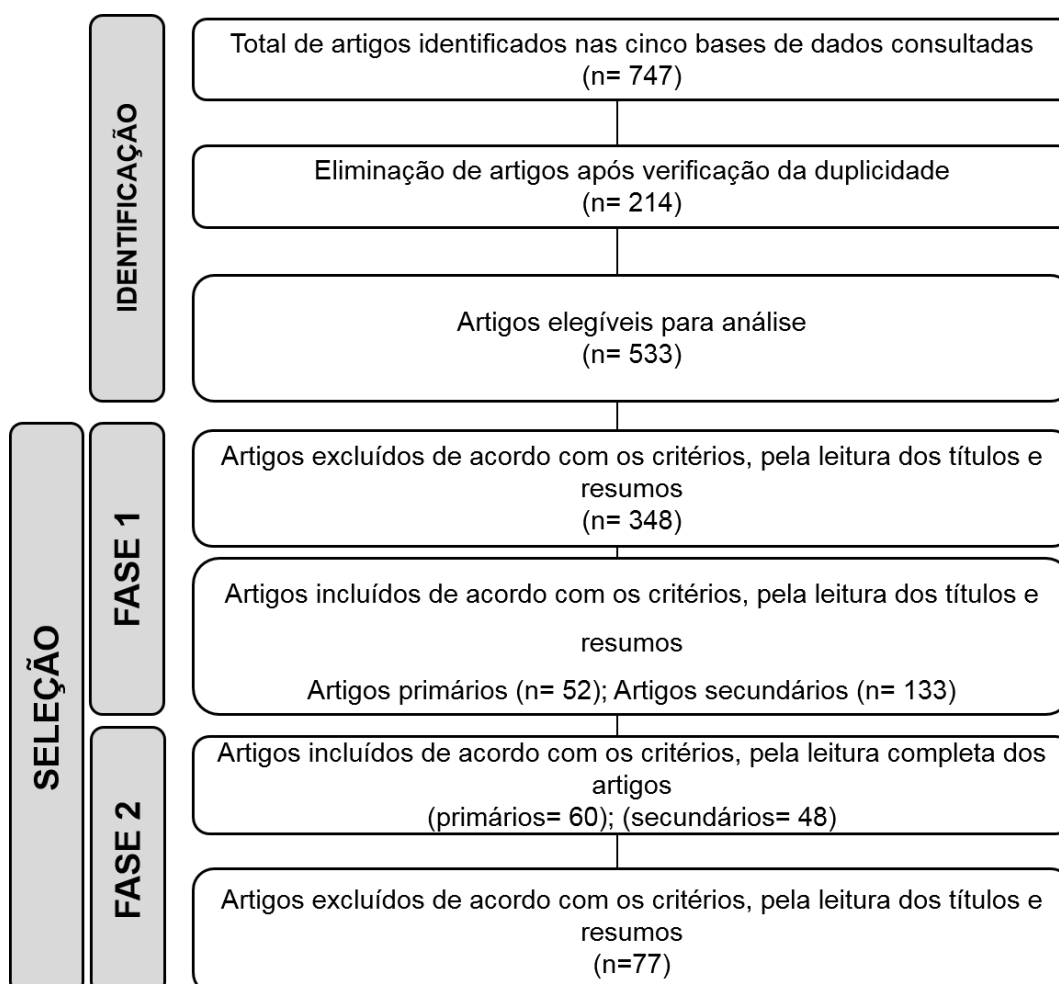 IDENTIFICAÇÃO
Total de artigos identificados nas cinco bases de dados consultadas
(n= 747)
Eliminação de artigos após verificação da duplicidade
(n= 214)
Artigos elegíveis para análise
(n= 533)
SELEÇÃO
FASE 1
Artigos excluídos de acordo com os critérios, pela leitura dos títulos e
resumos
(n= 348)
Artigos incluídos de acordo com os critérios, pela leitura dos títulos e
resumos
Artigos primários (n= 52); Artigos secundários (n= 133)
FASE 2
Artigos incluídos de acordo com os critérios, pela leitura completa dos
artigos
(primários= 60); (secundários= 48)
Artigos excluídos de acordo com os critérios, pela leitura dos títulos e
resumos
(n=77)